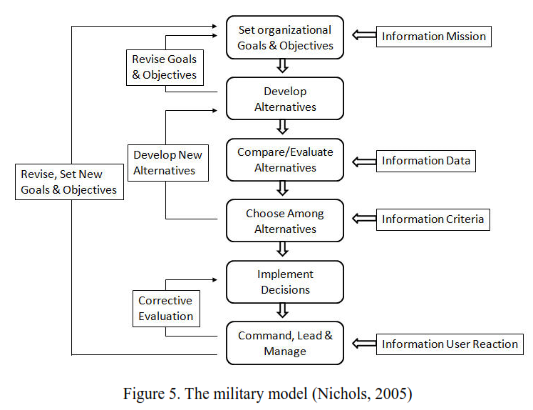 Set organizational
Goals & Objectives
Information Mission
Revise Goals
& Objectives
Develop
Alternatives
Develop New
Alternatives
Compare/Evaluate
Alternatives
Information Data
Revise, Set New
Goals & Objectives
Choose Among
Alternatives
Information Criteria
Implement
Decisions
Corrective
Evaluation
Command, Lead &
Manage
Information User Reaction
Figure 5. The military model (Nichols, 2005)